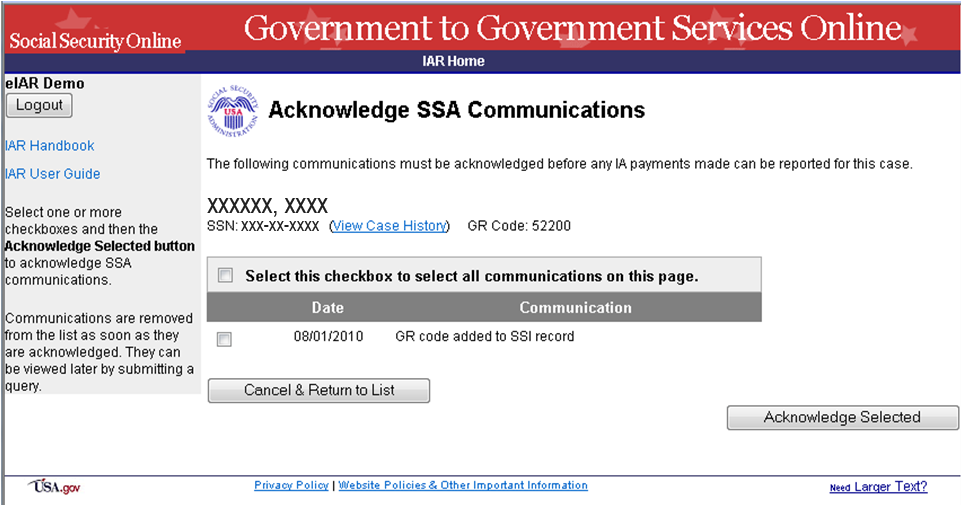 Social Security Online
Government to Government Services Online
IAR Home
eIAR Demo
Logout
IAR Handbook
IAR User Guide
Select one or more
checkboxes and then the
Acknowledge Selected button
to acknowledge SSA
communications.
Communications are removed
from the list as soon as they
are acknowledged. They can
be viewed later by submitting a
query.
SOCIAL SECURITY ADMINISTRATION
USA
Acknowledge SSA Communications
The following communications must be acknowledged before any IA payments made can be reported for this case.
XXXXXX, XXXX
SSN: XXX-XX-XXXX (View Case History) GR Code: 52200
Select this checkbox to select all communications on this page.
Date Communication
08/01/2010 GR code added to SSI record
Cancel & Return to List
Acknowledge Selected
USA.gov
Privacy Policy | Website Policies & Other Important Information
Need Larger Text?